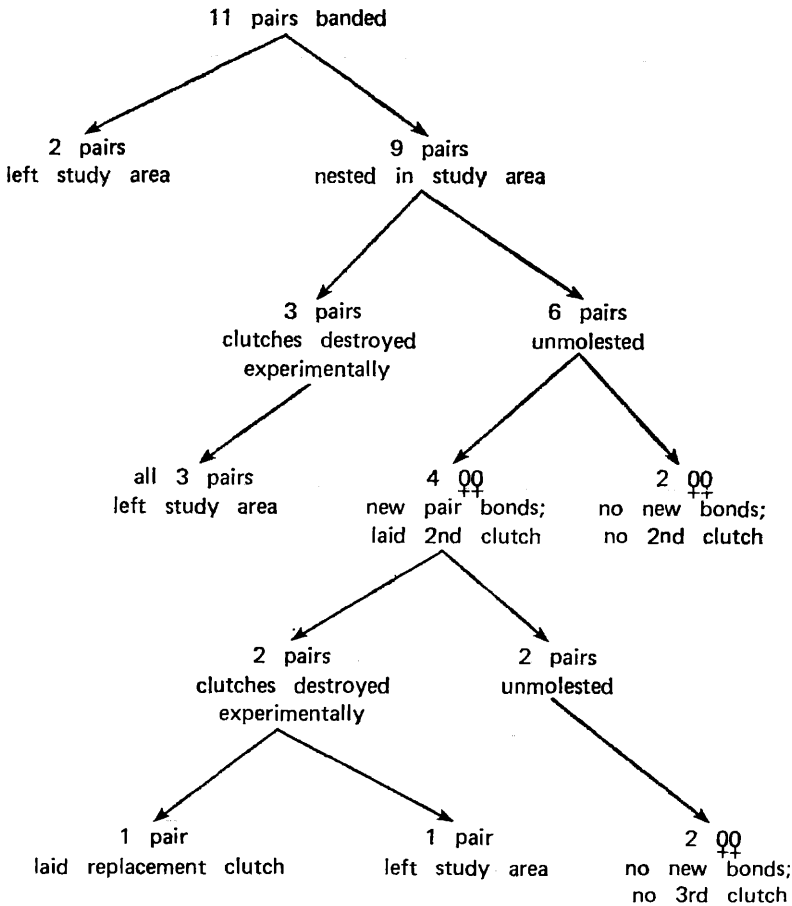 11 pairs banded
2 pairs
left study area
9 pairs
nested in study area
3 pairs
clutches destroyed
experimentally
6 pairs
unmolested
all 3 pairs
left study area
4 ♀♀
new pair bonds;
laid 2nd clutch
2 ♀♀
no new bonds;
no 2nd clutch
2 pairs
clutches destroyed
experimentally
2 pairs
unmolested
1 pair
laid replacement clutch
1 pair
left study area
2 ♀♀
no new bonds;
no 3rd clutch